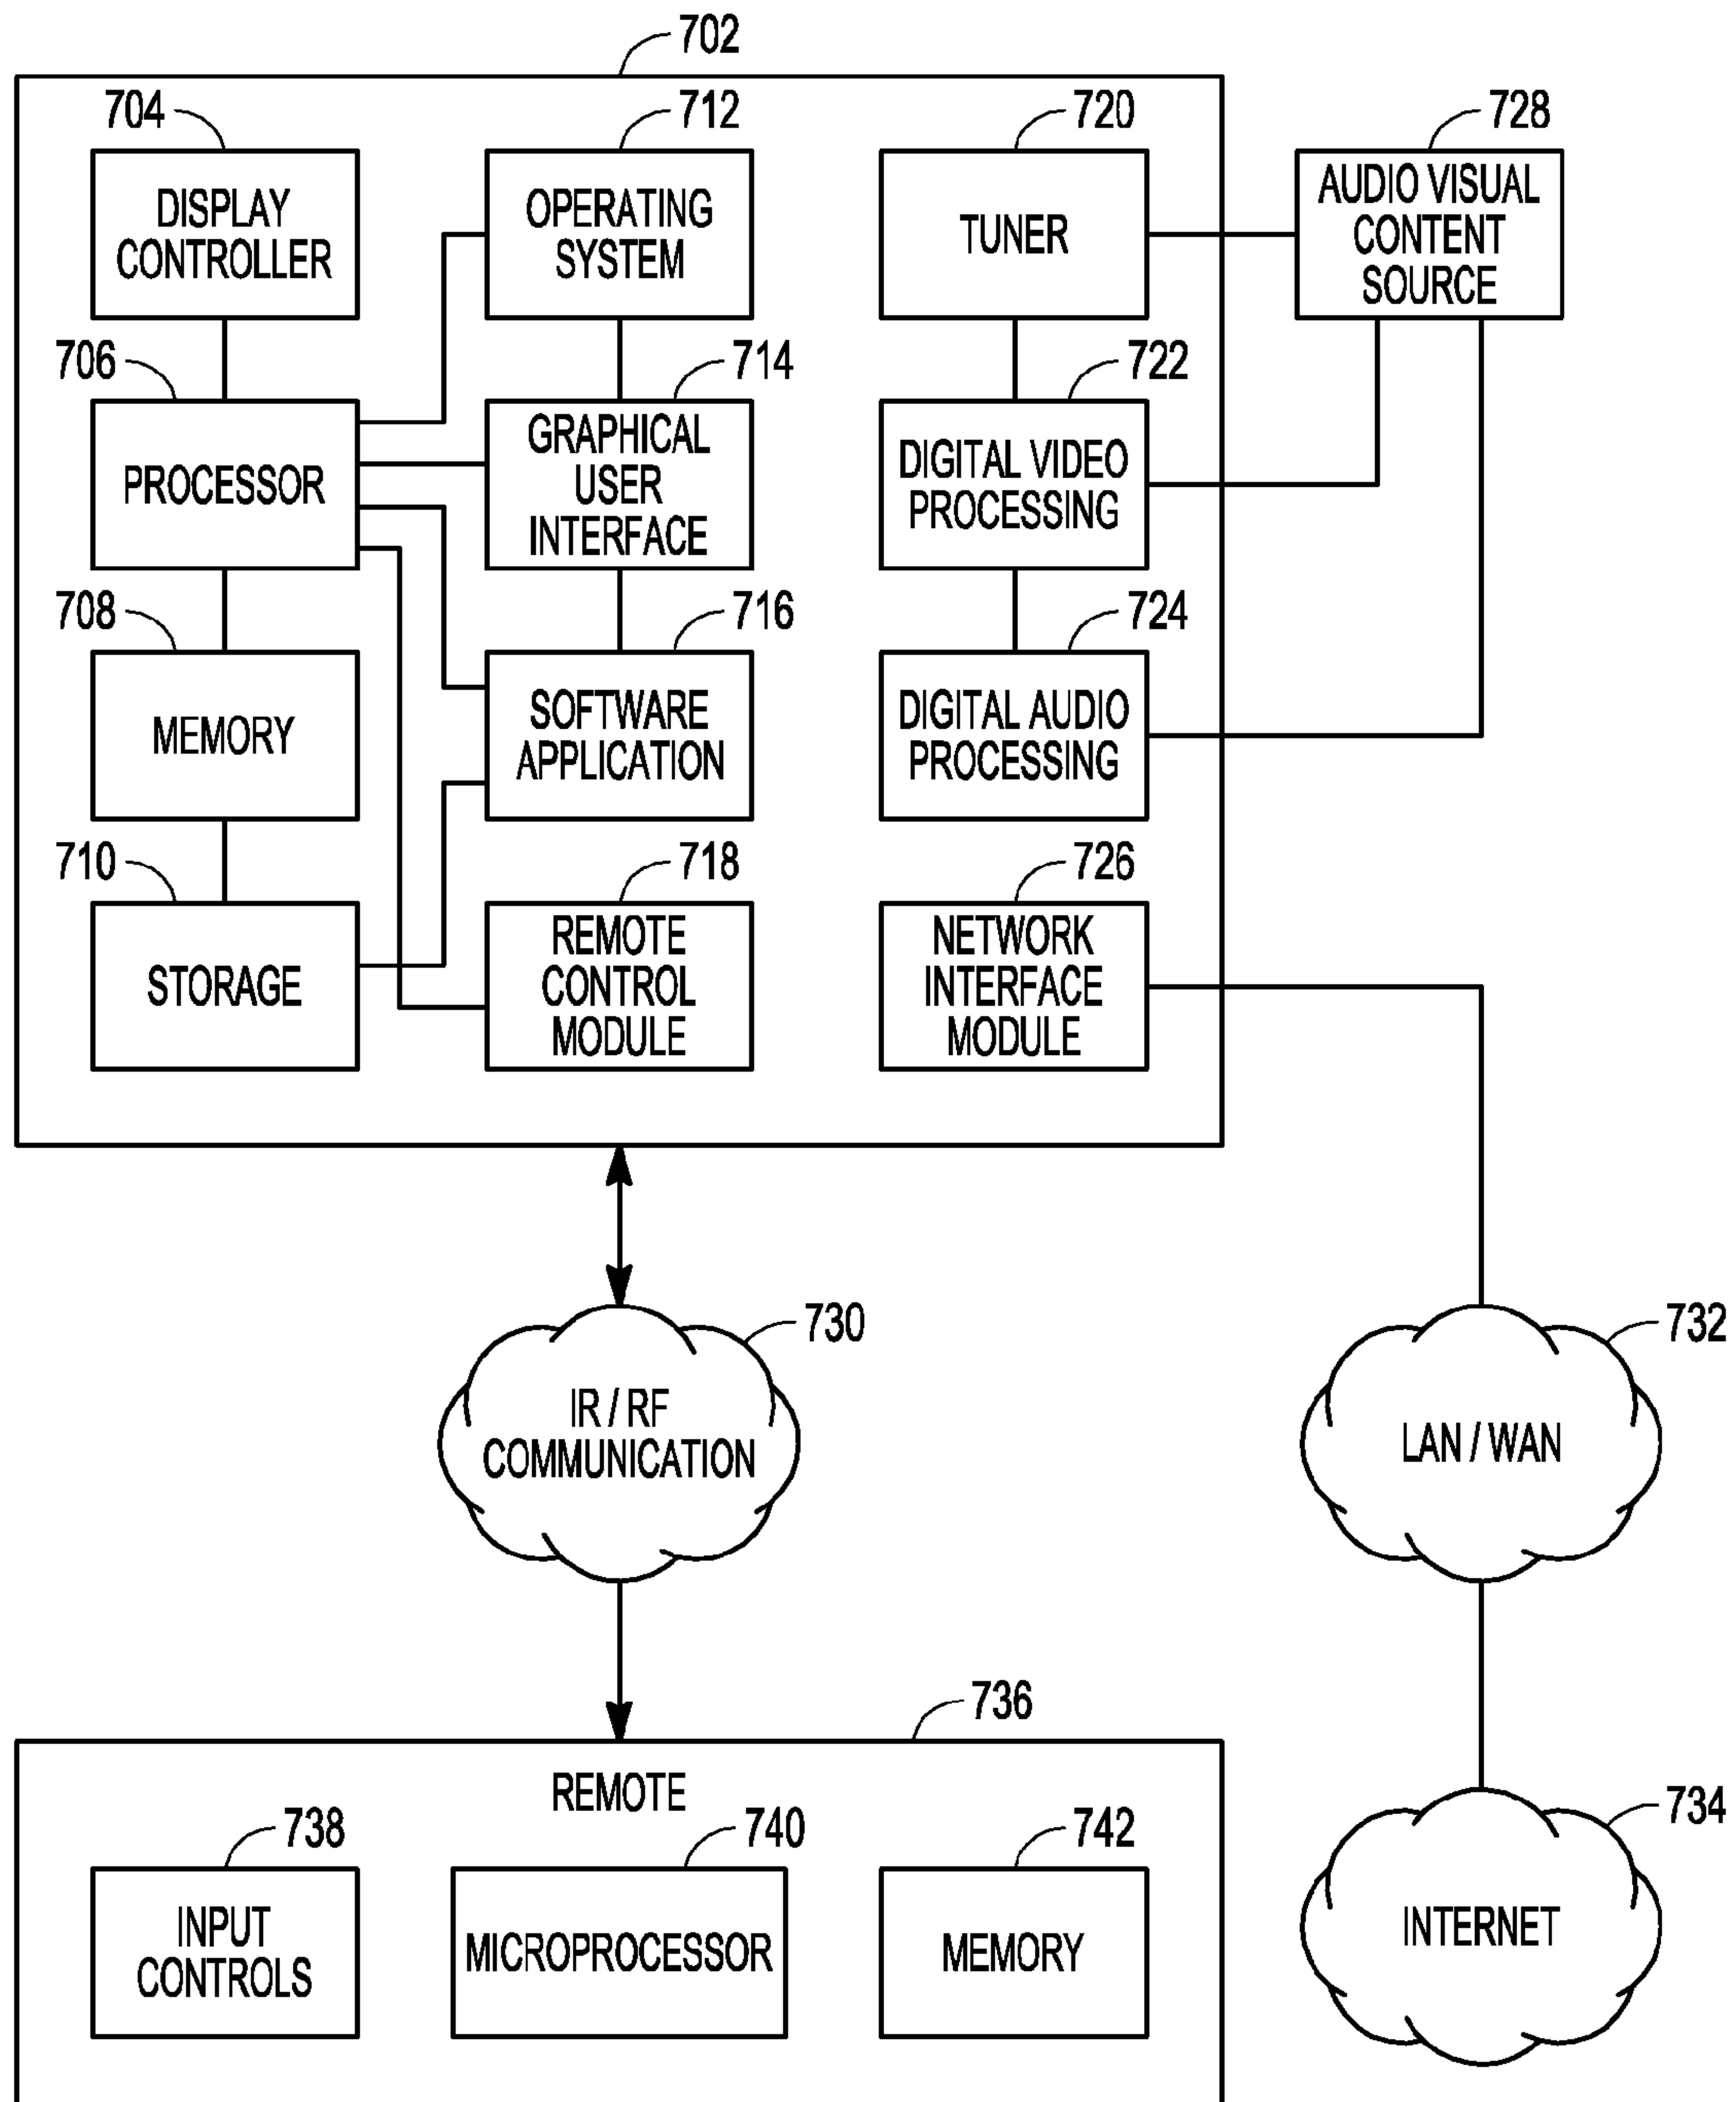 702
704
712
720
728
DISPLAY
CONTROLLER
OPERATING
SYSTEM
TUNER
AUDIO VISUAL
CONTENT
SOURCE
706
714
722
PROCESSOR
GRAPHICAL
USER
INTERFACE
DIGITAL VIDEO
PROCESSING
708
716
724
MEMORY
SOFTWARE
APPLICATION
DIGITAL AUDIO
PROCESSING
710
718
726
STORAGE
REMOTE
CONTROL
MODULE
NETWORK
INTERFACE
MODULE
730
732
IR / RF
COMMUNICATION
LAN / WAN
736
REMOTE
734
738
740
742
INPUT
CONTROLS
MICROPROCESSOR
MEMORY
INTERNET